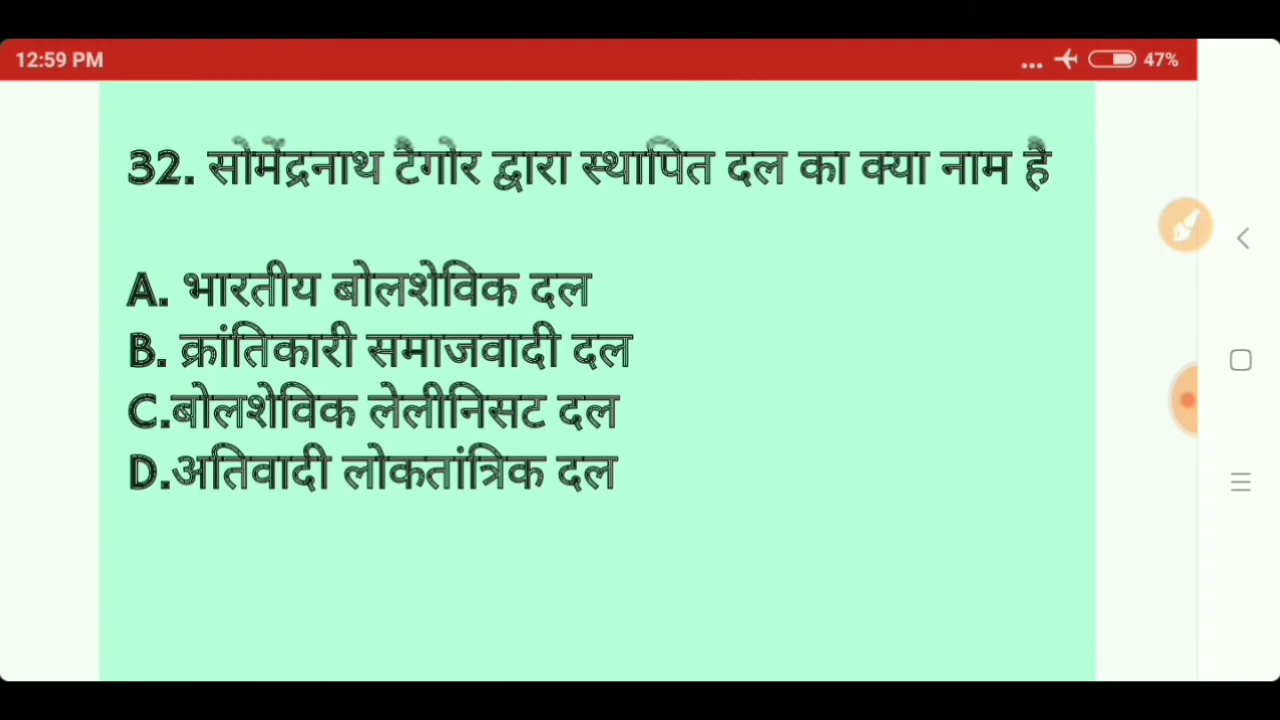 12:59 PM
... 47%
32. सोमेंद्रनाथ टैगोर द्वारा स्थापित दल का क्या नाम है
A. भारतीय बोलशेविक दल
B. क्रांतिकारी समाजवादी दल
C.बोलशेविक लेलीनिसट दल
D.अतिवादी लोकतांत्रिक दल